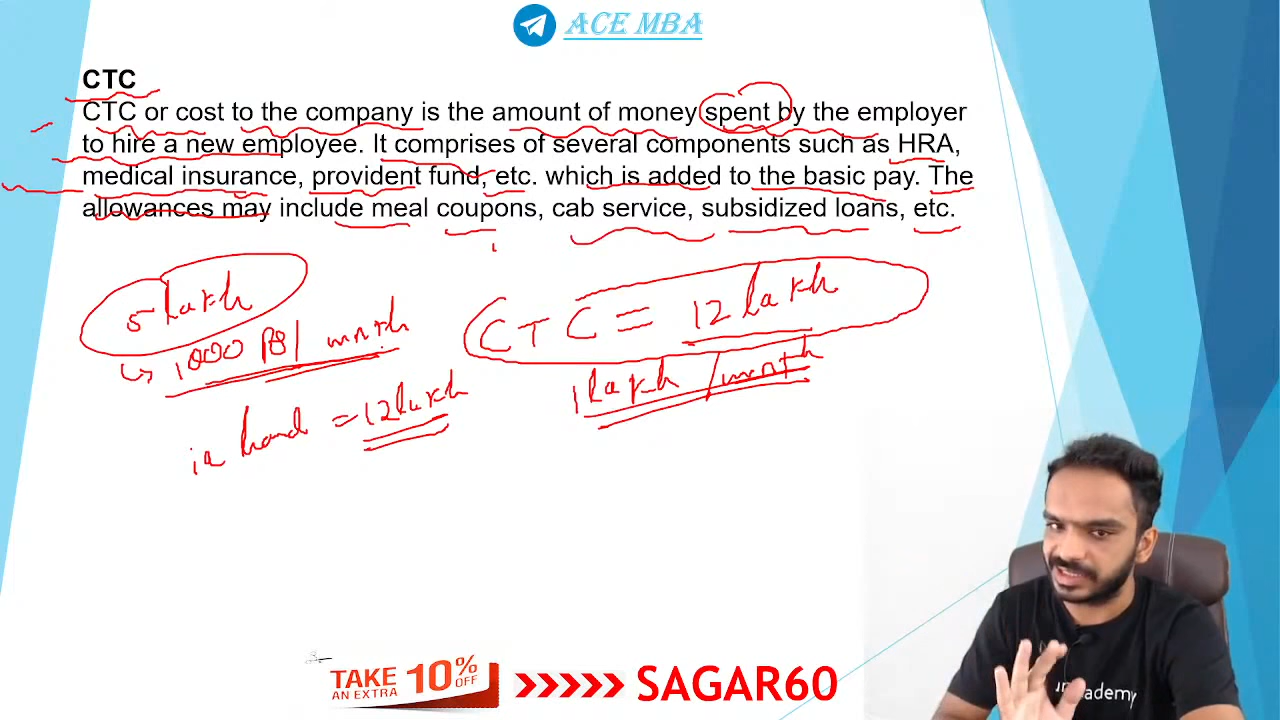 ACE MBA
CTC
CTC or cost to the company is the amount of money spent by the employer
to hire a new employee. It comprises of several components such as HRA,
medical insurance, provident fund, etc. which is added to the basic pay. The
allowances may include meal coupons, cab service, subsidized loans, etc.
5 lakh
1000 / month
in hand = 12 lakh
CTC = 12 lakh
1 lakh / month
TAKE
AN EXTRA
10% OFF
>>>>>> SAGAR60